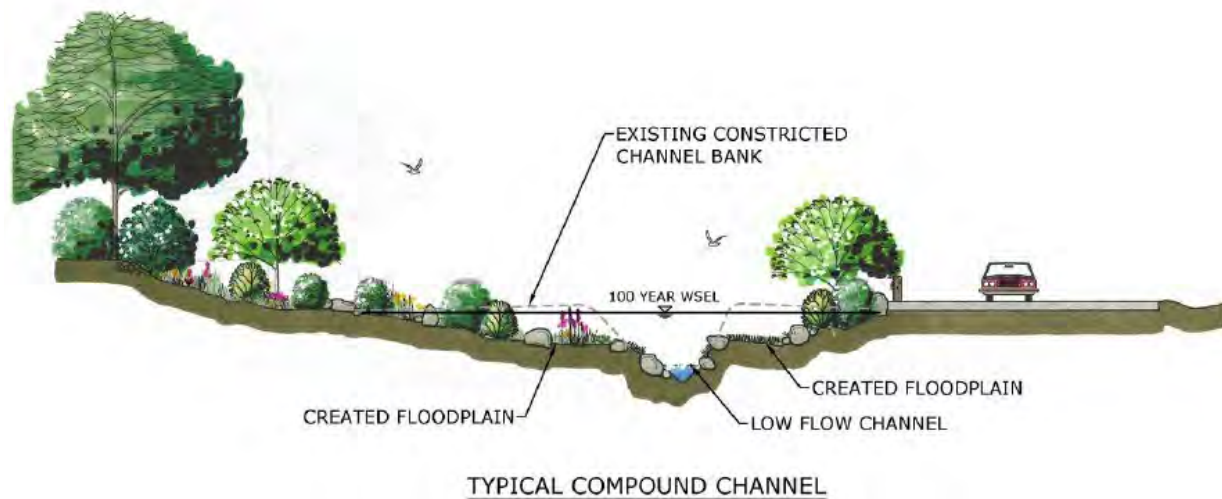 EXISTING CONSTRICTED
CHANNEL BANK
100 YEAR WSEL
CREATED FLOODPLAIN
CREATED FLOODPLAIN
LOW FLOW CHANNEL
TYPICAL COMPOUND CHANNEL